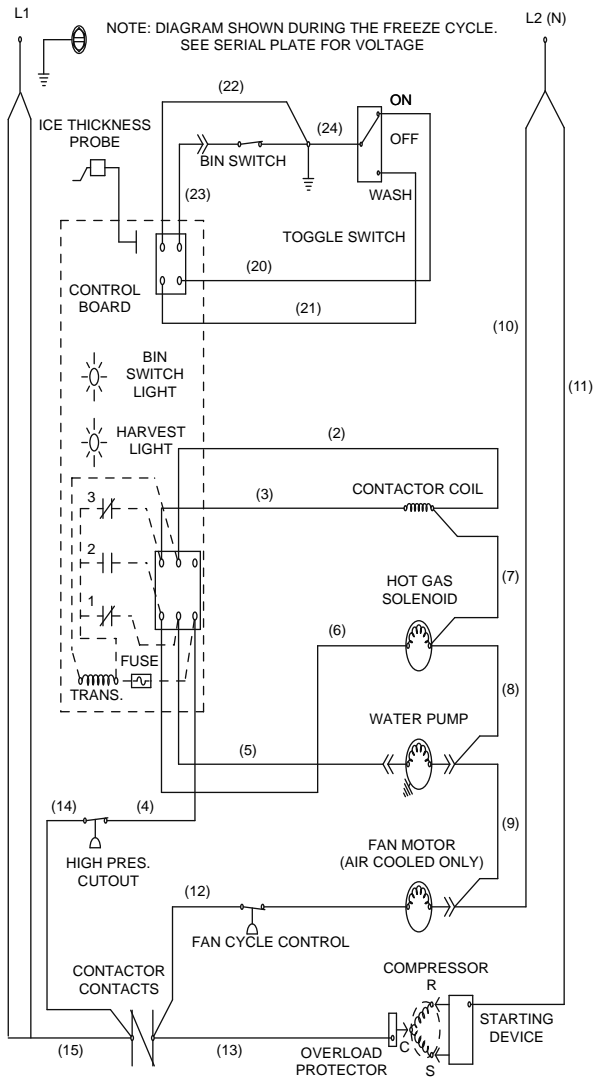 L1
NOTE: DIAGRAM SHOWN DURING THE FREEZE CYCLE.
SEE SERIAL PLATE FOR VOLTAGE
L2 (N)
(22)
ON
ICE THICKNESS
PROBE
(24)
OFF
BIN SWITCH
WASH
(23)
TOGGLE SWITCH
(20)
CONTROL
BOARD
(21)
(10)
BIN
SWITCH
LIGHT
(11)
HARVEST
LIGHT
(2)
3
(3)
CONTACTOR COIL
2
HOT GAS
SOLENOID
(7)
1
(6)
FUSE
TRANS.
(8)
WATER PUMP
(5)
(14)
(4)
(9)
HIGH PRES.
CUTOUT
FAN MOTOR
(AIR COOLED ONLY)
(12)
FAN CYCLE CONTROL
CONTACTOR
CONTACTS
COMPRESSOR
R
STARTING
DEVICE
(15)
(13)
C
OVERLOAD
PROTECTOR
S